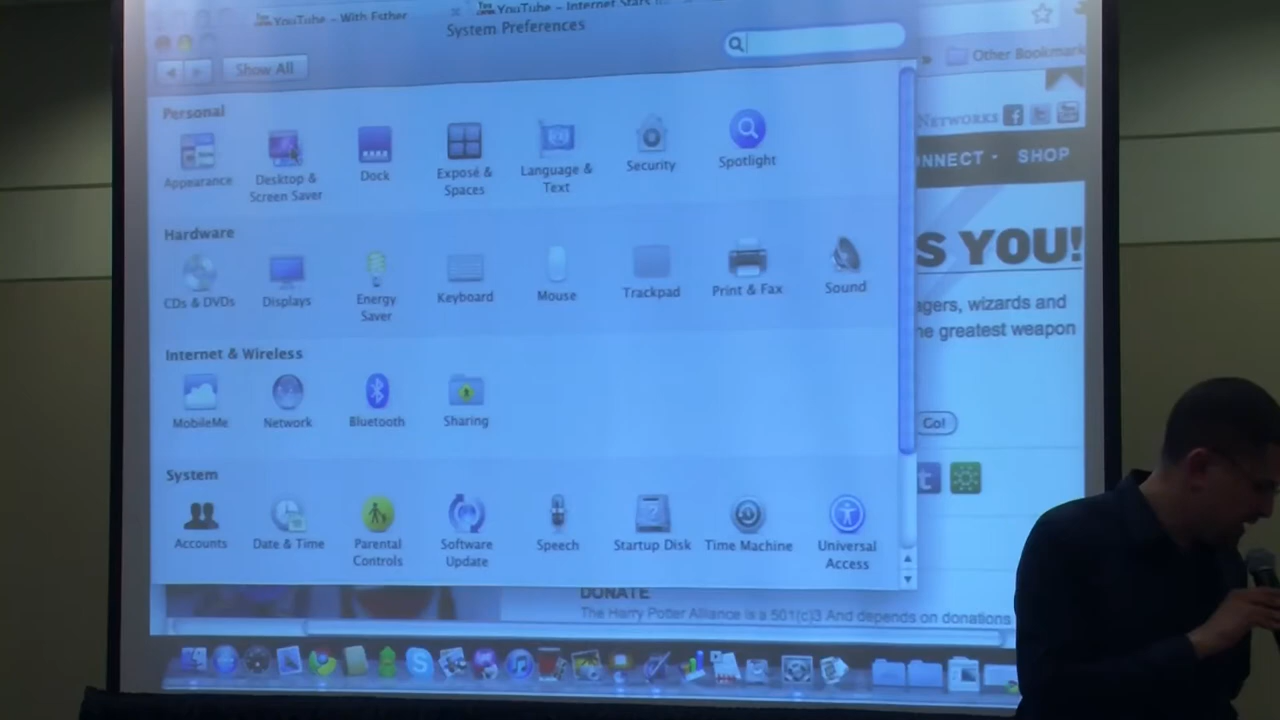 YouTube – With Esther
YouTube – Internet Stars
System Preferences
Show All
Other Bookmark
Personal
Appearance
Desktop &
Screen Saver
Dock
Exposé &
Spaces
Language &
Text
Security
Spotlight
NETWORKS
NNECT
SHOP
Hardware
CDs & DVDs
Displays
Energy
Saver
Keyboard
Mouse
Trackpad
Print & Fax
Sound
S YOU!
agers, wizards and
he greatest weapon
Internet & Wireless
MobileMe
Network
Bluetooth
Sharing
Go!
System
Accounts
Date & Time
Parental
Controls
Software
Update
Speech
Startup Disk
Time Machine
Universal
Access
DONATE
The Harry Potter Alliance is a 501(c)3 And depends on donations